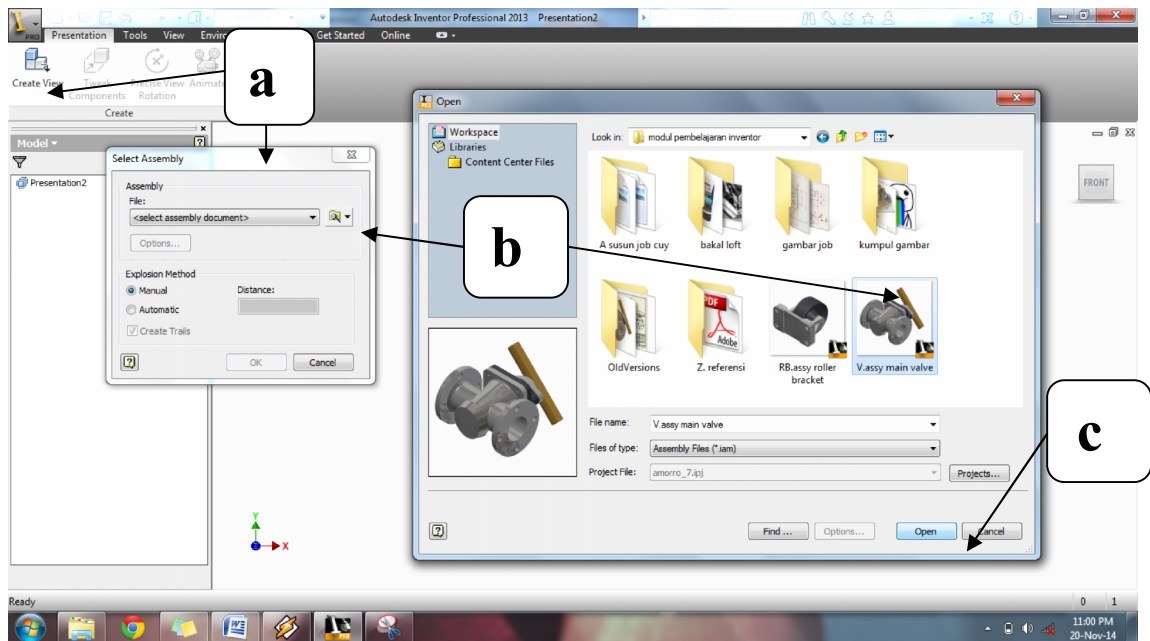 Autodesk Inventor Professional 2013 Presentation2
PRO
Presentation Tools View Get Started Online
Create View
Precise View
Components Rotation
Create
a
Model
Presentation2
Select Assembly
Assembly
File:
<select assembly document>
Options...
Explosion Method
Manual
Distance:
Automatic
Create Trails
OK Cancel
b
Open
Workspace
Libraries
Content Center Files
Look in: modul pembelajaran inventor
A susun job cuy
bakal loft
gambar job
kumpul gambar
PDF
Adobe
OldVersions
Z. referensi
RB.assy roller
bracket
V.assy main valve
File name: V.assy main valve
Files of type: Assembly Files (*.iam)
Project File: amorro_7.ipj Projects...
Find ... Options... Open Cancel
FRONT
c
Y
X
Ready
0 1
11:00 PM
20-Nov-14